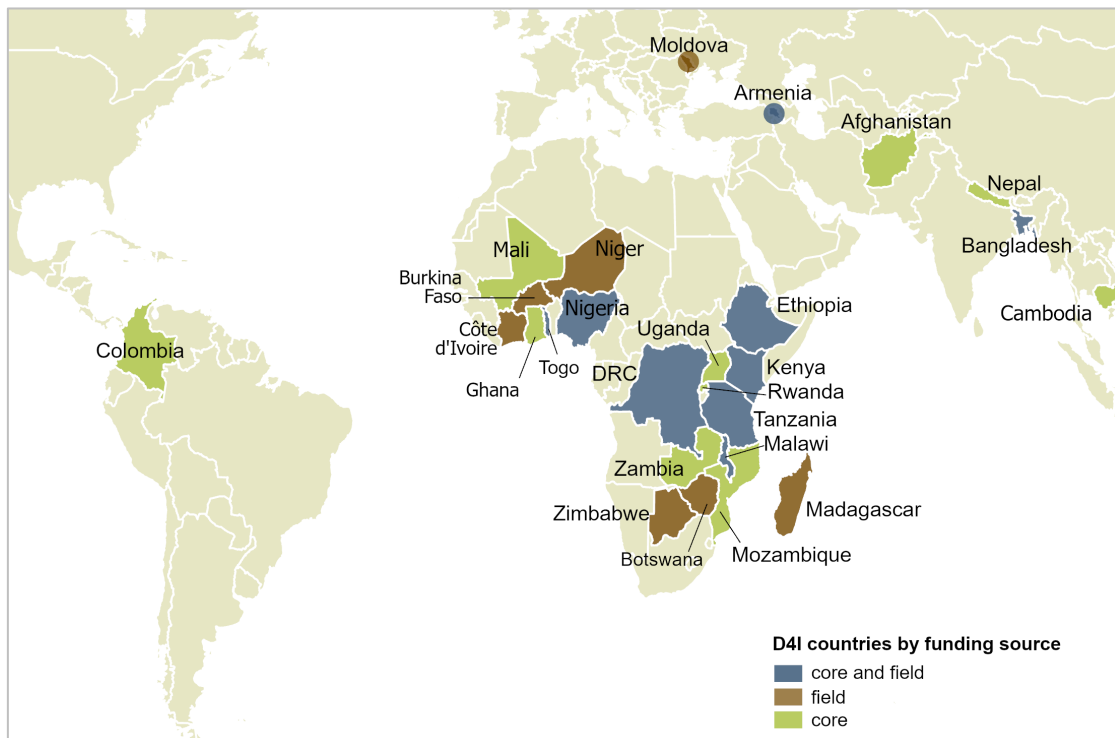 Moldova
Armenia
Afghanistan
Nepal
Bangladesh
Cambodia
Mali
Niger
Burkina
Faso
Nigeria
Ethiopia
Côte
d'Ivoire
Togo
Ghana
Uganda
Colombia
DRC
Kenya
Rwanda
Tanzania
Malawi
Zambia
Zimbabwe
Madagascar
Botswana
Mozambique
D4I countries by funding source
core and field
field
core